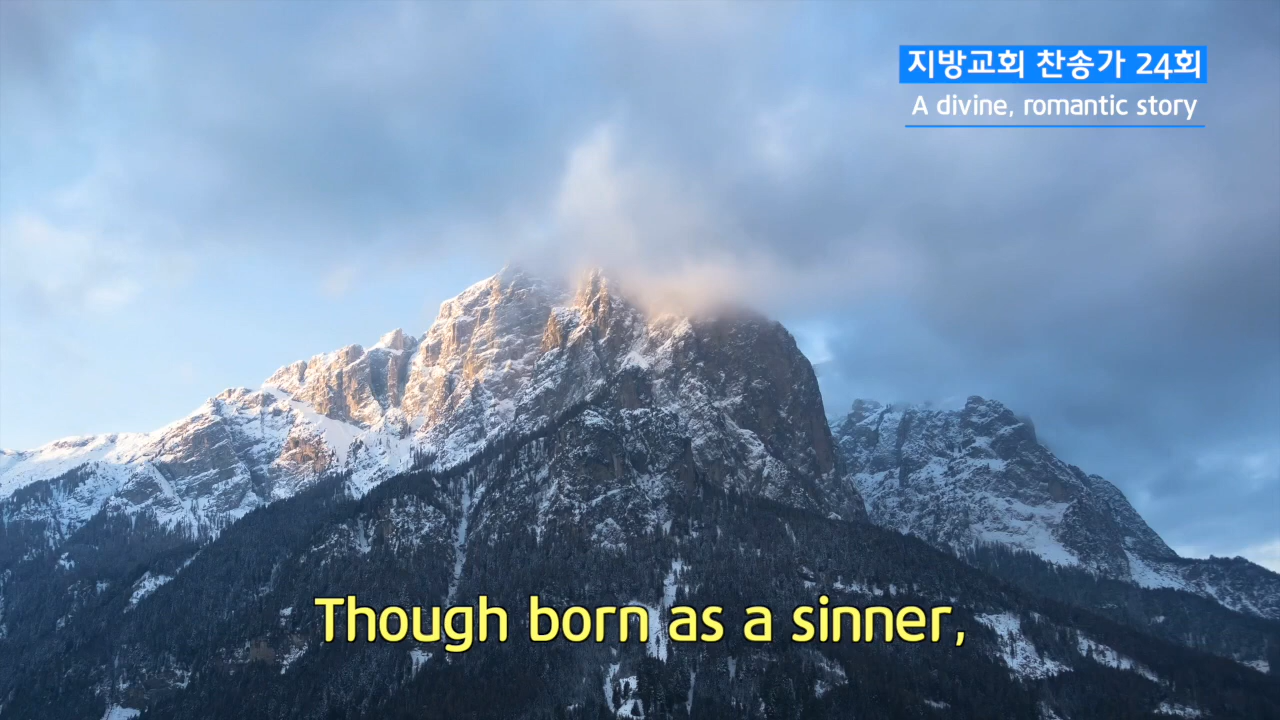 지방교회 찬송가 24회
A divine, romantic story
Though born as a sinner,